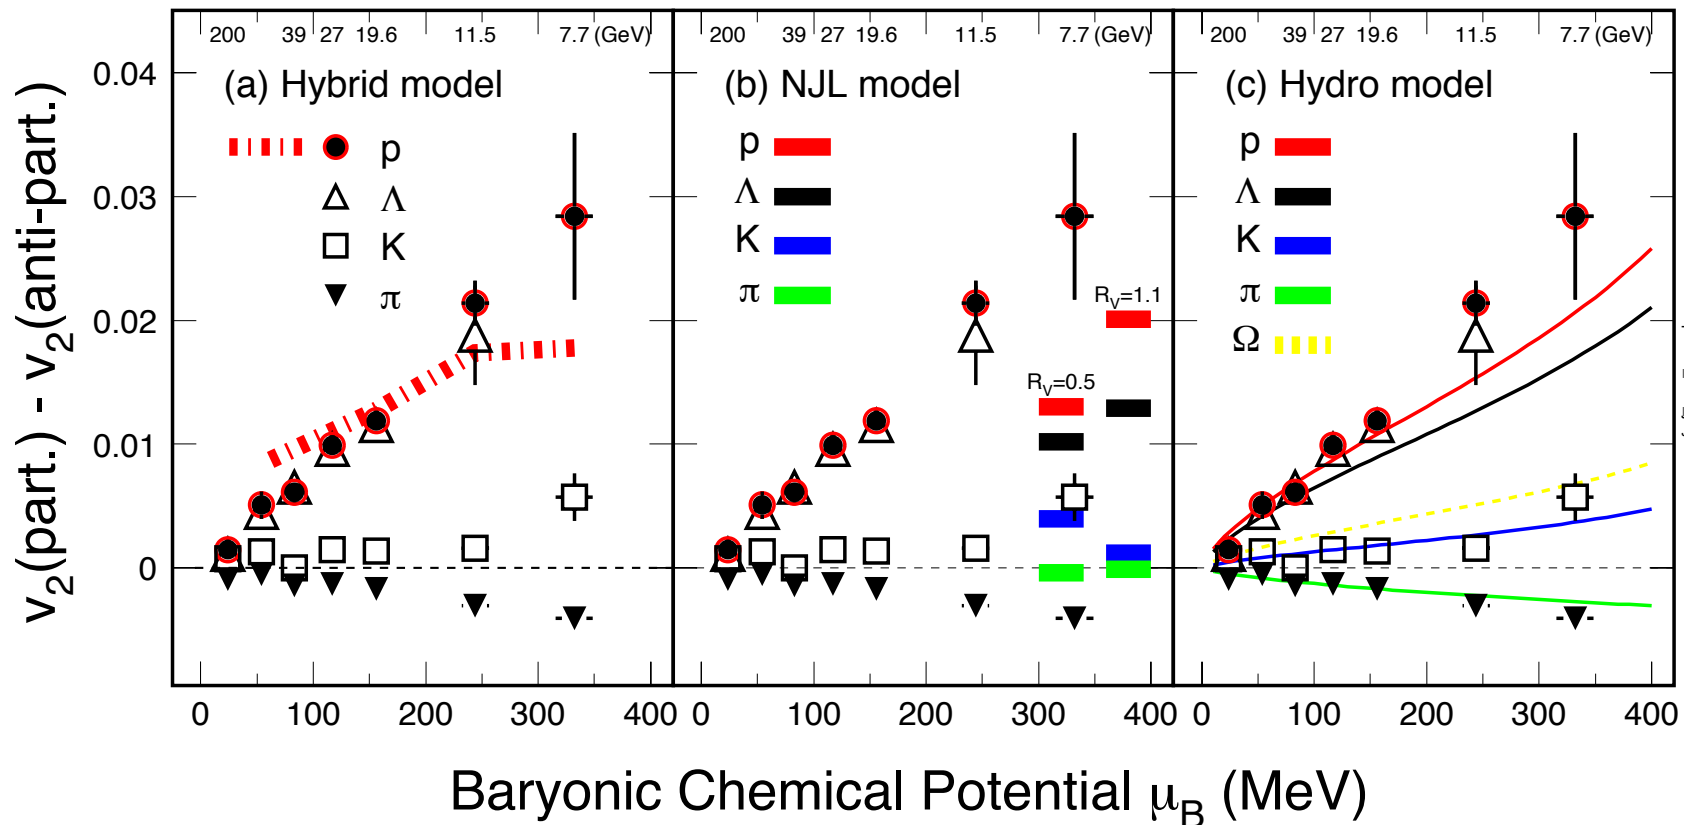 200 39 27 19.6 11.5 7.7 (GeV)
200 39 27 19.6 11.5 7.7 (GeV)
200 39 27 19.6 11.5 7.7 (GeV)
v₂(part.) - v₂(anti-part.)
0.04
0.03
0.02
0.01
0
(a) Hybrid model
p
Λ
K
π
(b) NJL model
p
Λ
K
π
R_V=1.1
R_V=0.5
(c) Hydro model
p
Λ
K
π
Ω
0 100 200 300 400
0 100 200 300 400
0 100 200 300 400
Baryonic Chemical Potential μ_B (MeV)